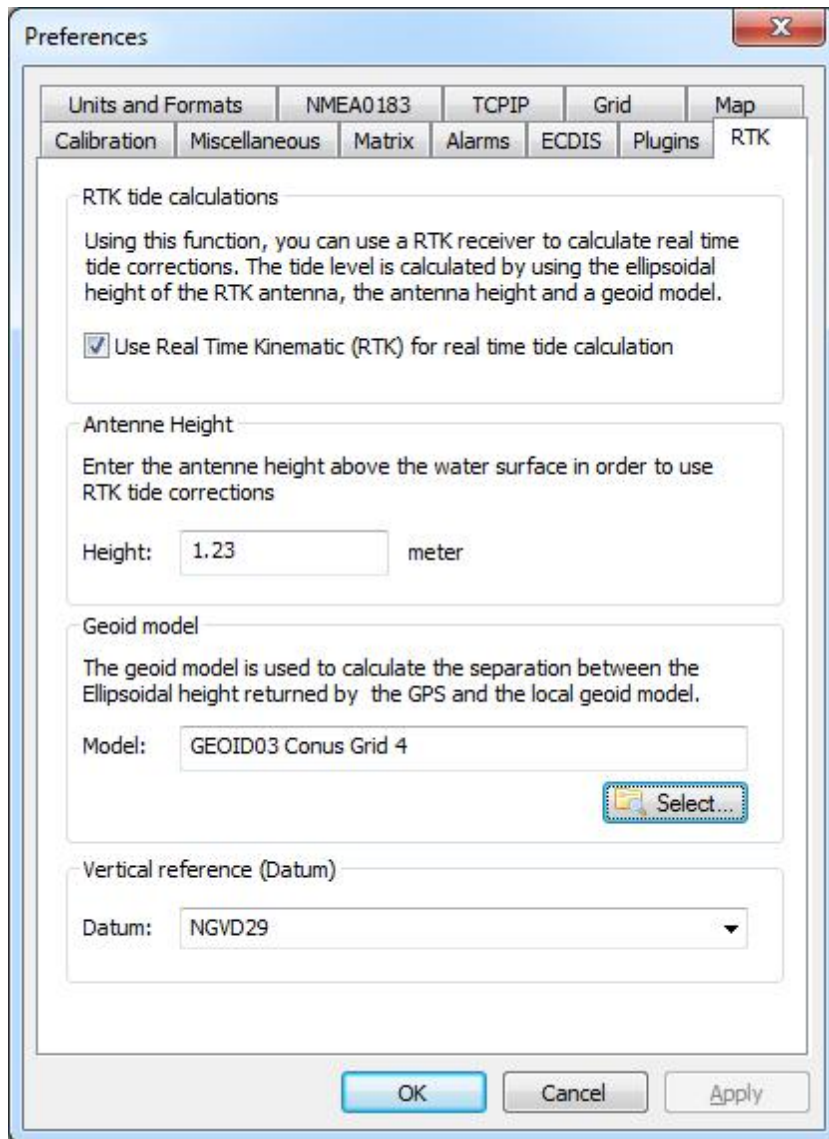 Preferences
Units and Formats NMEA0183 TCPIP Grid Map
Calibration Miscellaneous Matrix Alarms ECDIS Plugins RTK
RTK tide calculations
Using this function, you can use a RTK receiver to calculate real time
tide corrections. The tide level is calculated by using the ellipsoidal
height of the RTK antenna, the antenna height and a geoid model.
Use Real Time Kinematic (RTK) for real time tide calculation
Antenne Height
Enter the antenne height above the water surface in order to use
RTK tide corrections
Height: 1.23 meter
Geoid model
The geoid model is used to calculate the separation between the
Ellipsoidal height returned by the GPS and the local geoid model.
Model: GEOID03 Conus Grid 4
Select...
Vertical reference (Datum)
Datum: NGVD29
OK Cancel Apply